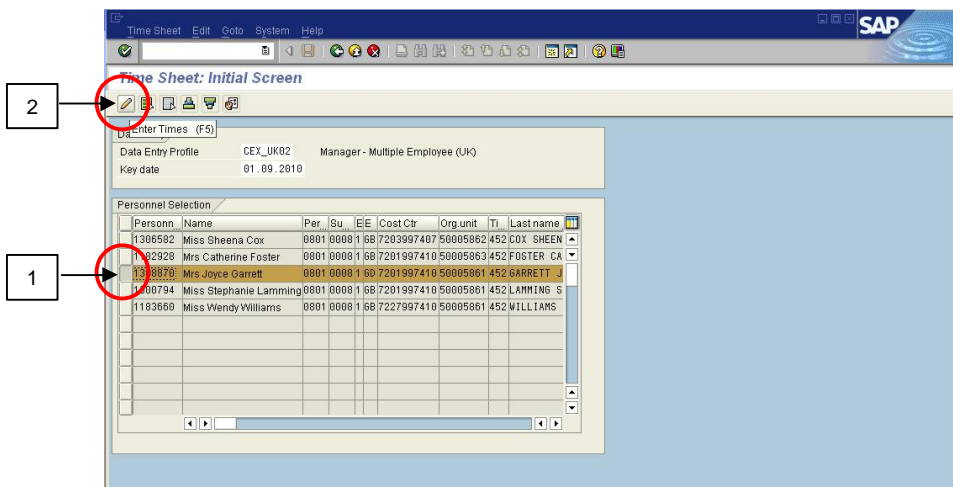 Time Sheet Edit Goto System Help
SAP
Time Sheet: Initial Screen
2
Enter Times (F5)
Data Entry Profile CEX_UK02 Manager - Multiple Employee (UK)
Key date 01.09.2010
Personnel Selection
Personn... Name Per... Su... E E Cost Ctr Org.unit Ti... Last name
1306582 Miss Sheena Cox 0801 0008 1 GB 7203997407 50005862 452 COX SHEEN
Mrs Catherine Foster 0801 0008 1 GB 7201997410 50005863 452 FOSTER CA
1 Mrs Joyce Garrett 0801 0008 1 GB 7201997410 50005861 452 GARRETT J
Miss Stephanie Lamming 0801 0008 1 GB 7201997410 50005861 452 LAMMING S
1183660 Miss Wendy Williams 0801 0008 1 GB 7227997410 50005861 452 WILLIAMS